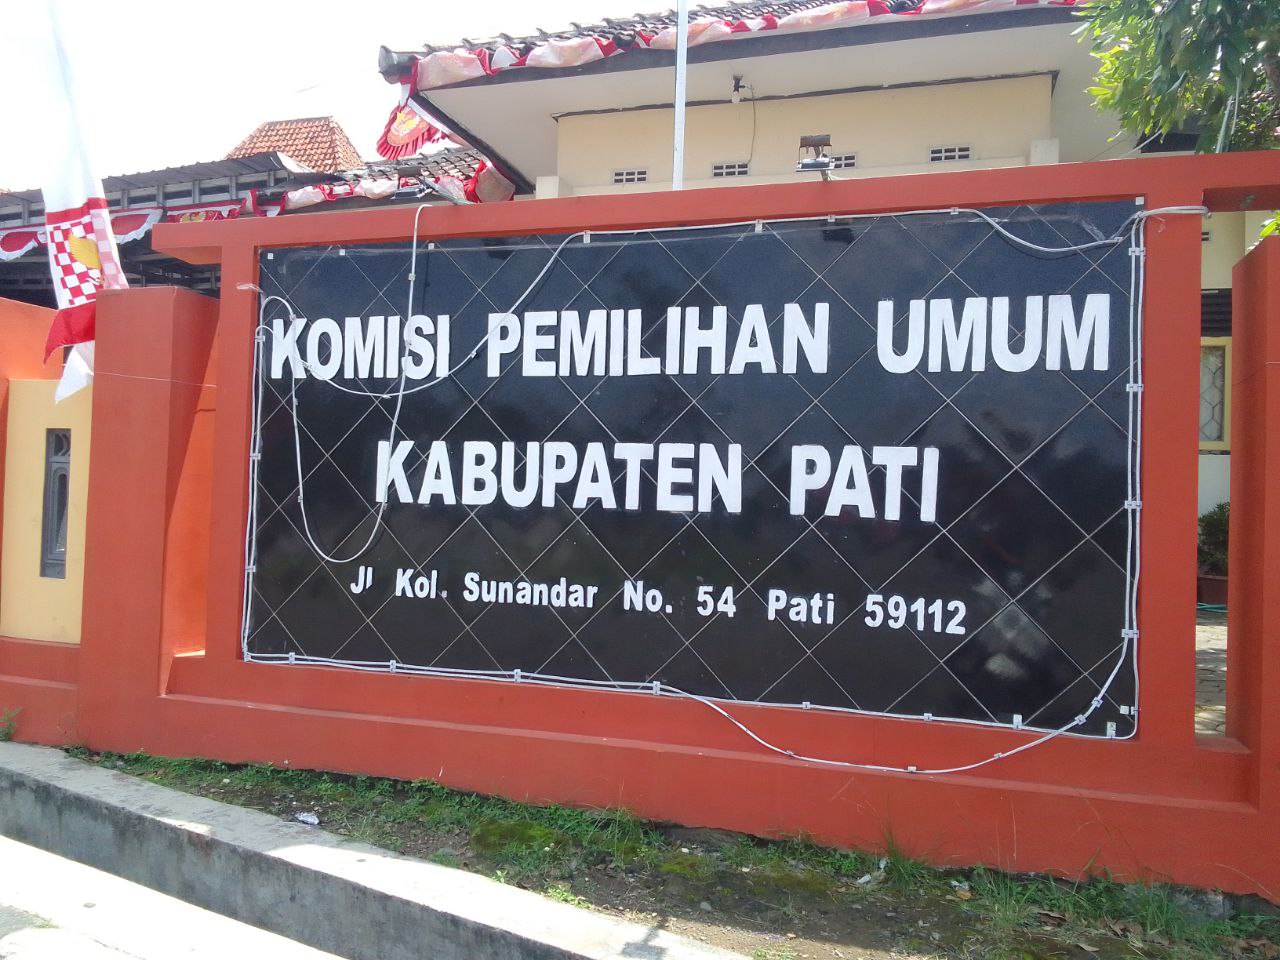 KOMISI PEMILIHAN UMUM
KABUPATEN PATI
Jl Kol. Sunandar No. 54 Pati 59112